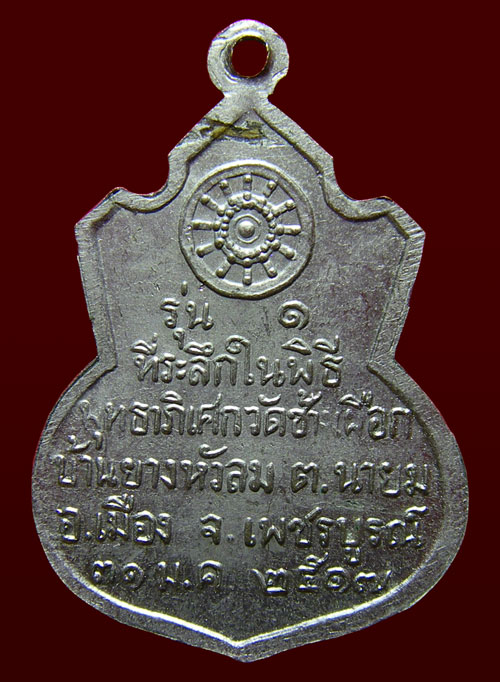 รุ่น ๑
ที่ระลึกในพิธี
พุทธาภิเศกวัดช้างเผือก
บ้านยางหัวลม ต.นายม
อ.เมือง จ.เพชรบูรณ์
๓๑ ม.ค. ๒๕๑๗